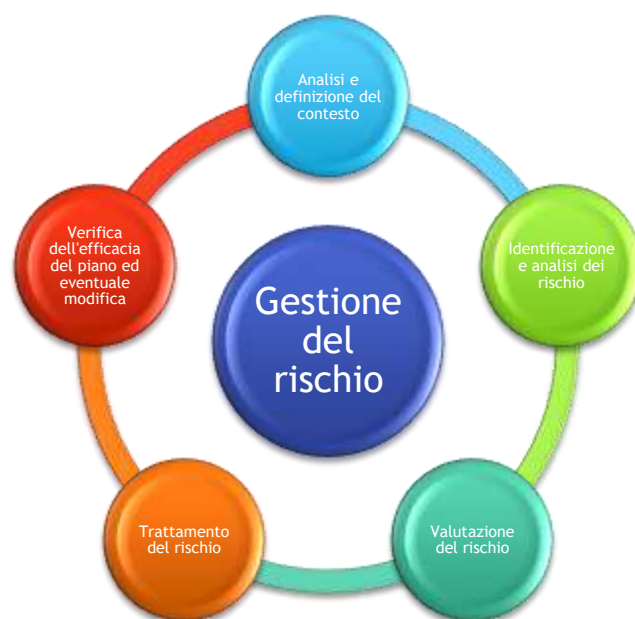 Analisi e
definizione del
contesto
Identificazione
e analisi dei
rischio
Valutazione
del rischio
Trattamento
del rischio
Verifica
dell'efficacia
del piano ed
eventuale
modifica
Gestione
del
rischio